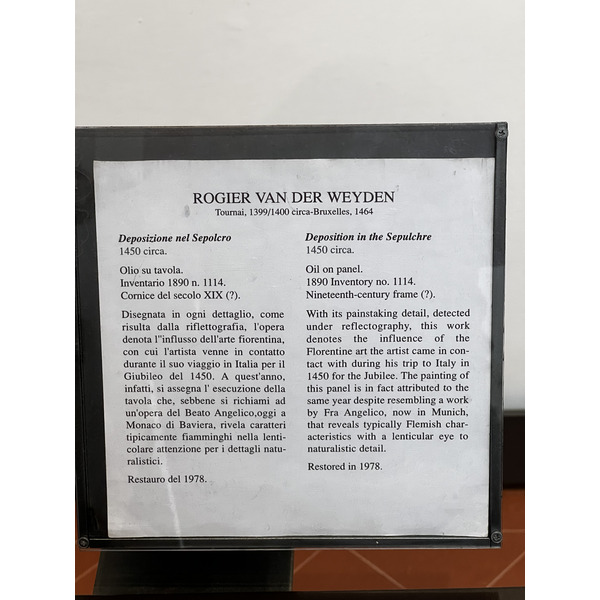 ROGIER VAN DER WEYDEN
Tournai, 1399/1400 circa-Bruxelles, 1464
Deposizione nel Sepolcro
1450 circa.
Olio su tavola.
Inventario 1890 n. 1114.
Cornice del secolo XIX (?).
Disegnata in ogni dettaglio, come
risulta dalla riflettografia, l'opera
denota l"influsso dell'arte fiorentina,
con cui l'artista venne in contatto
durante il suo viaggio in Italia per il
Giubileo del 1450. A quest'anno,
infatti, si assegna l' esecuzione della
tavola che, sebbene si richiami ad
un'opera del Beato Angelico,oggi a
Monaco di Baviera, rivela caratteri
tipicamente fiamminghi nella lenti-
colare attenzione per i dettagli natu-
ralistici.
Restauro del 1978.
Deposition in the Sepulchre
1450 circa.
Oil on panel.
1890 Inventory no. 1114.
Nineteenth-century frame (?).
With its painstaking detail, detected
under reflectography, this work
denotes the influence of the
Florentine art the artist came in con-
tact with during his trip to Italy in
1450 for the Jubilee. The painting of
this panel is in fact attributed to the
same year despite resembling a work
by Fra Angelico, now in Munich,
that reveals typically Flemish char-
acteristics with a lenticular eye to
naturalistic detail.
Restored in 1978.